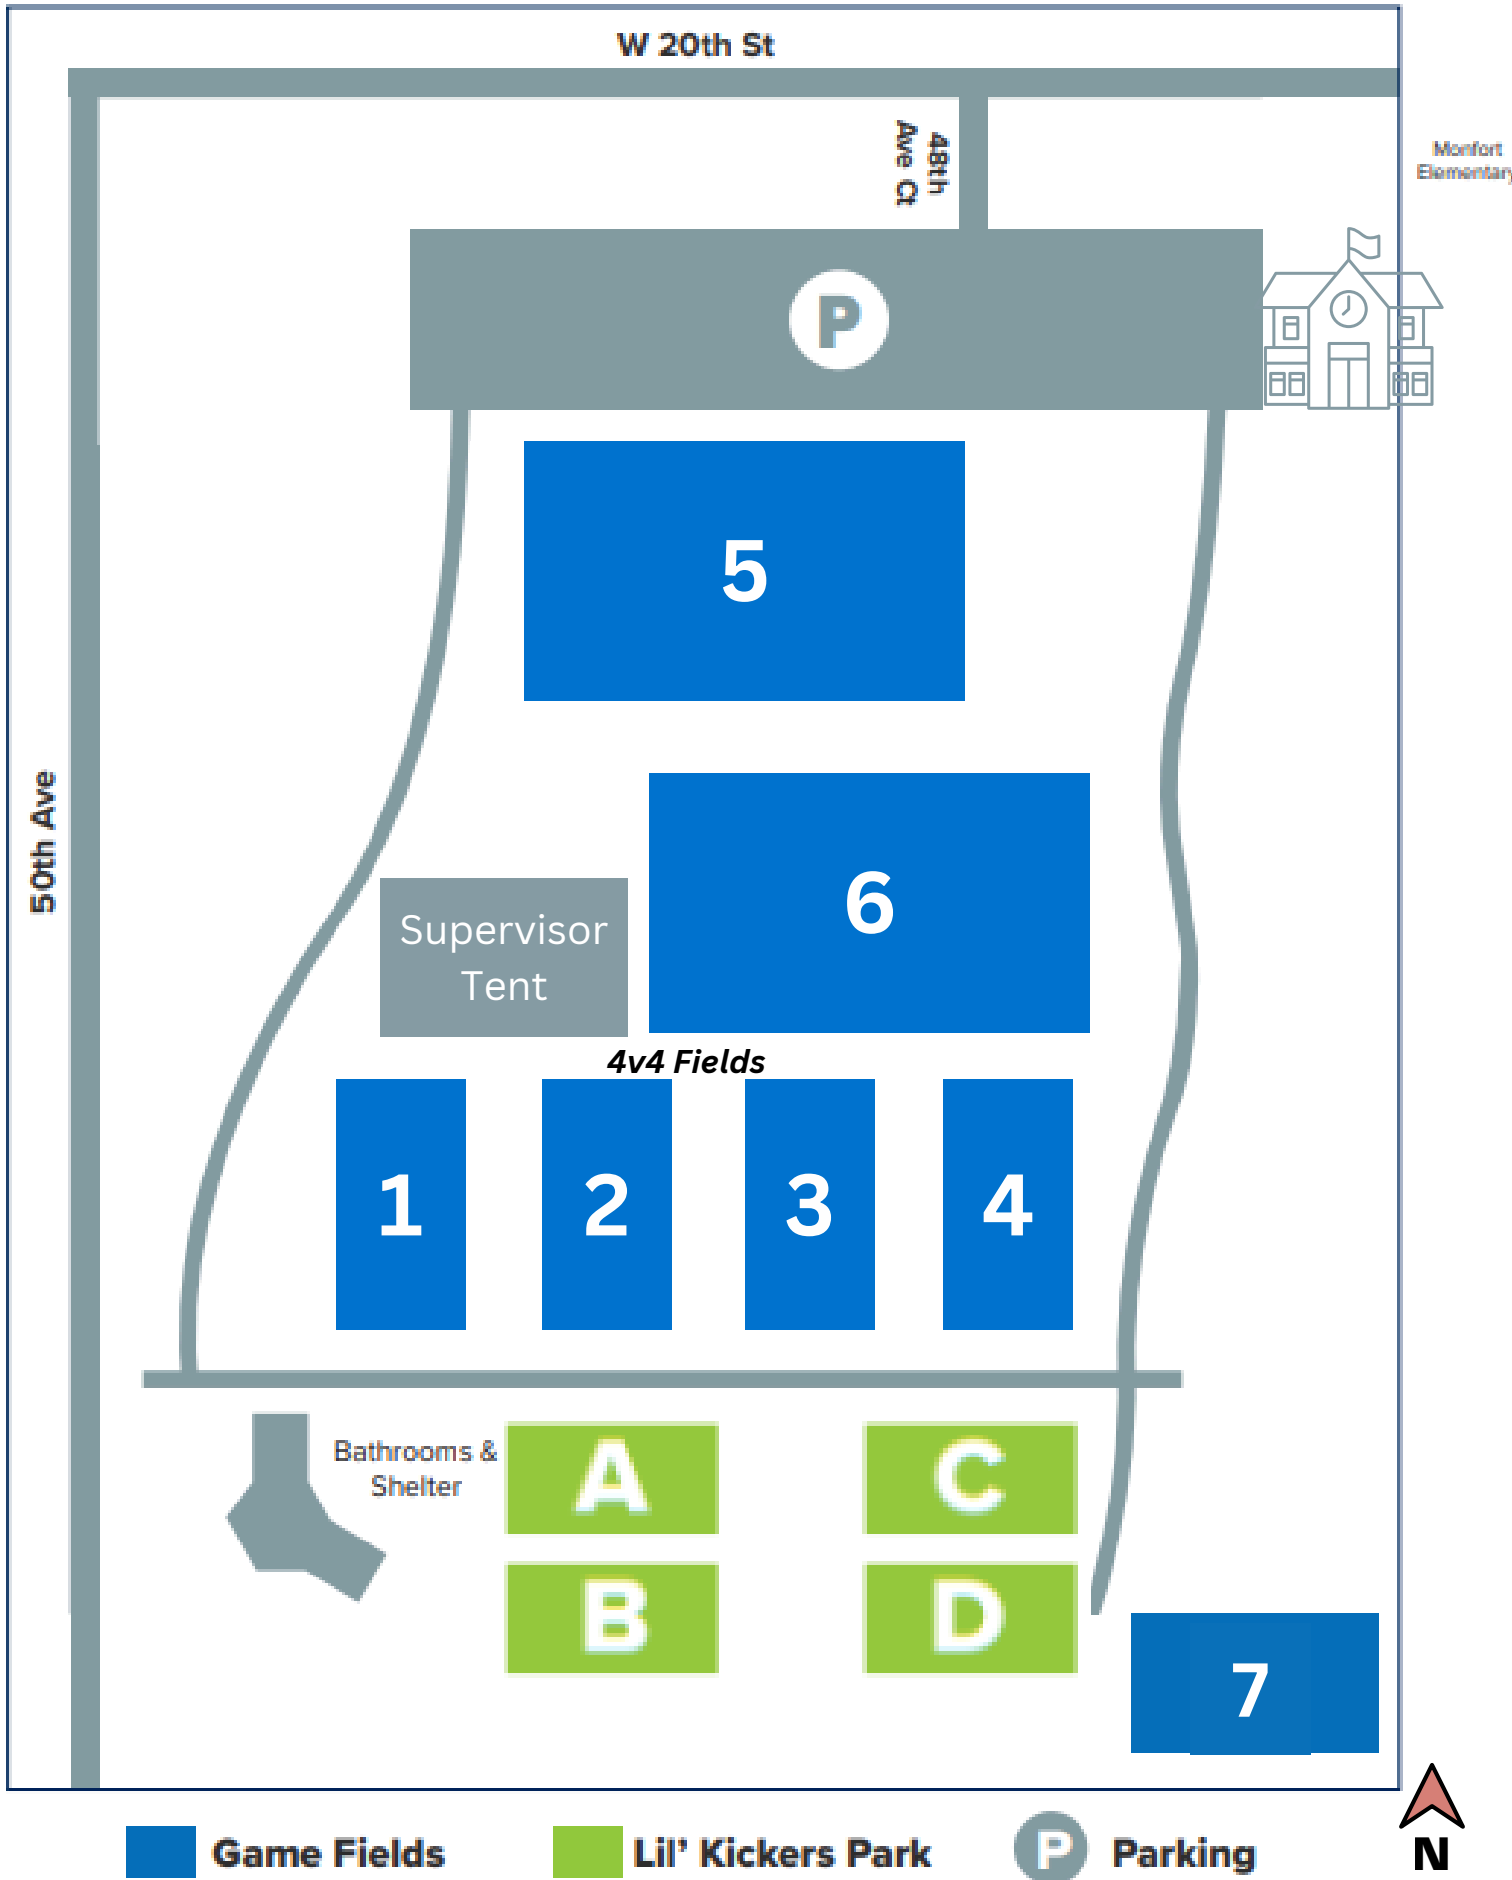 W 20th St
48th
Ave Ct
Monfort
Elementary
P
5
50th Ave
6
Supervisor
Tent
4v4 Fields
1
2
3
4
Bathrooms &
Shelter
A
C
B
D
7
Game Fields
Lil' Kickers Park
P
Parking
N